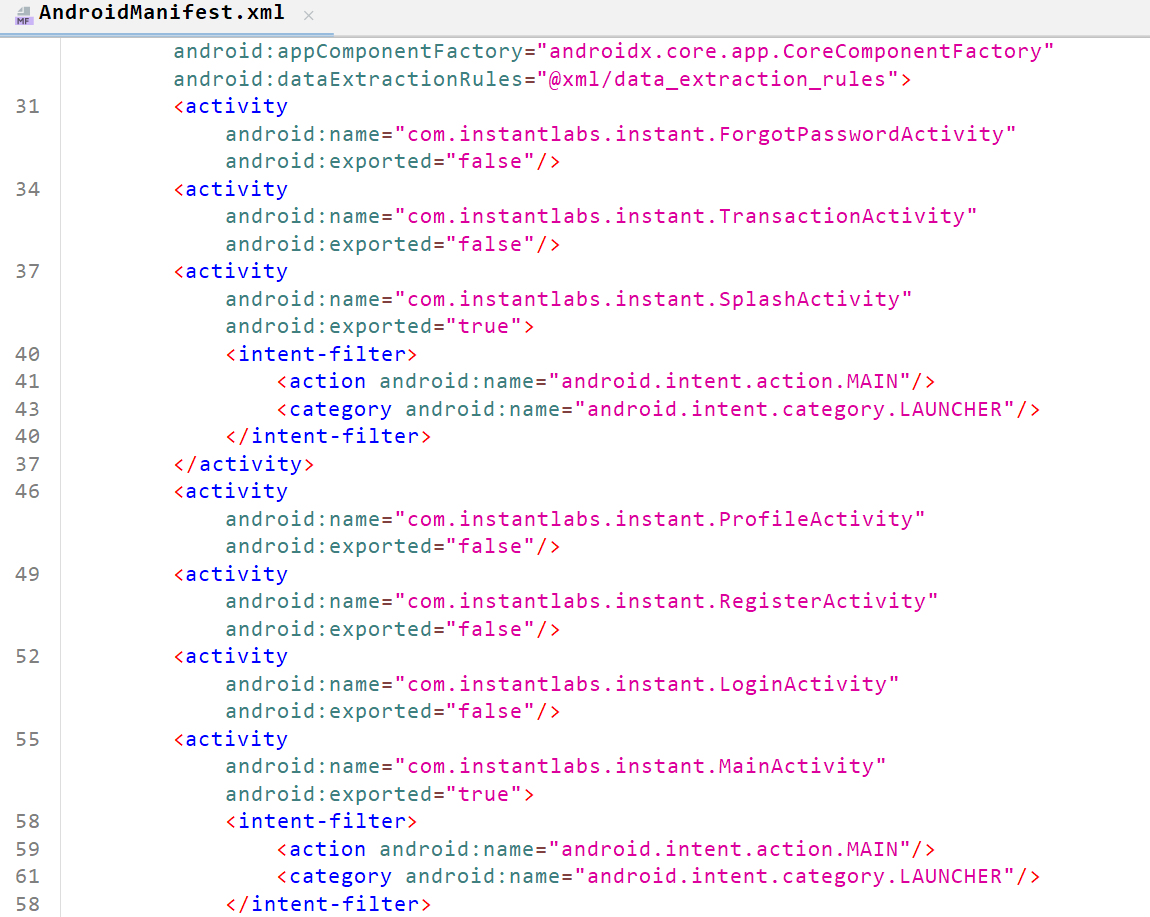 MF AndroidManifest.xml ×
android:appComponentFactory="androidx.core.app.CoreComponentFactory"
android:dataExtractionRules="@xml/data_extraction_rules">
31 <activity
android:name="com.instantlabs.instant.ForgotPasswordActivity"
android:exported="false"/>
34 <activity
android:name="com.instantlabs.instant.TransactionActivity"
android:exported="false"/>
37 <activity
android:name="com.instantlabs.instant.SplashActivity"
android:exported="true">
40 <intent-filter>
41 <action android:name="android.intent.action.MAIN"/>
43 <category android:name="android.intent.category.LAUNCHER"/>
40 </intent-filter>
37 </activity>
46 <activity
android:name="com.instantlabs.instant.ProfileActivity"
android:exported="false"/>
49 <activity
android:name="com.instantlabs.instant.RegisterActivity"
android:exported="false"/>
52 <activity
android:name="com.instantlabs.instant.LoginActivity"
android:exported="false"/>
55 <activity
android:name="com.instantlabs.instant.MainActivity"
android:exported="true">
58 <intent-filter>
59 <action android:name="android.intent.action.MAIN"/>
61 <category android:name="android.intent.category.LAUNCHER"/>
58 </intent-filter>